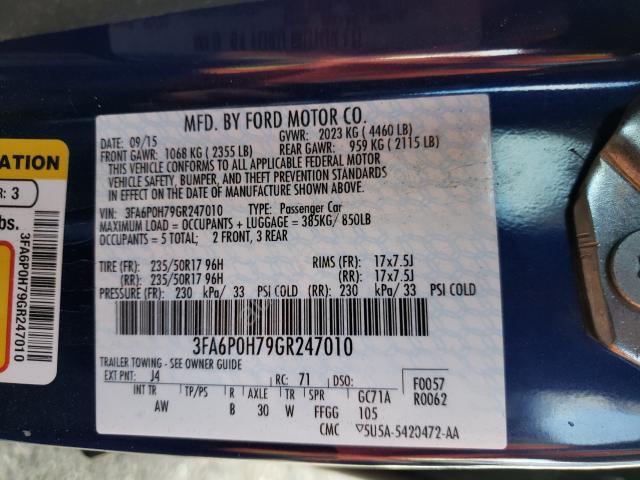 MFD. BY FORD MOTOR CO.
DATE: 09/15
GVWR: 2023 KG ( 4460 LB)
FRONT GAWR: 1068 KG ( 2355 LB)
REAR GAWR: 959 KG ( 2115 LB)
THIS VEHICLE CONFORMS TO ALL APPLICABLE FEDERAL MOTOR
VEHICLE SAFETY, BUMPER, AND THEFT PREVENTION STANDARDS
IN EFFECT ON THE DATE OF MANUFACTURE SHOWN ABOVE.
VIN: 3FA6P0H79GR247010 TYPE: Passenger Car
MAXIMUM LOAD = OCCUPANTS + LUGGAGE = 385KG/ 850LB
OCCUPANTS = 5 TOTAL; 2 FRONT, 3 REAR
TIRE (FR): 235/50R17 96H RIMS (FR): 17x7.5J
(RR): 235/50R17 96H (RR): 17x7.5J
PRESSURE (FR): 230 kPa/ 33 PSI COLD (RR): 230 kPa/ 33 PSI COLD
3FA6P0H79GR247010
TRAILER TOWING - SEE OWNER GUIDE
EXT PNT: J4 RC: 71 DSO: F0057
R0062
INT TR TP/PS R AXLE TR SPR GC71A
AW B 30 W FFGG 105
CMC ▽5U5A-5420472-AA
ATION
R: 3
lbs.
3FA6P0H79GR247010